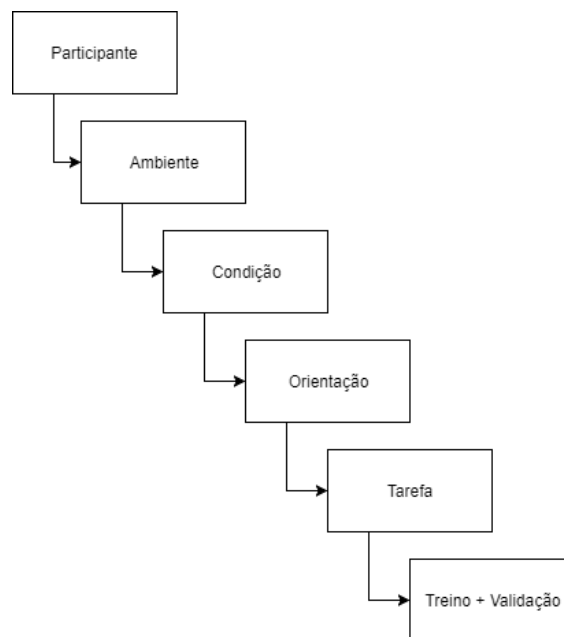 Participante
Ambiente
Condição
Orientação
Tarefa
Treino + Validação